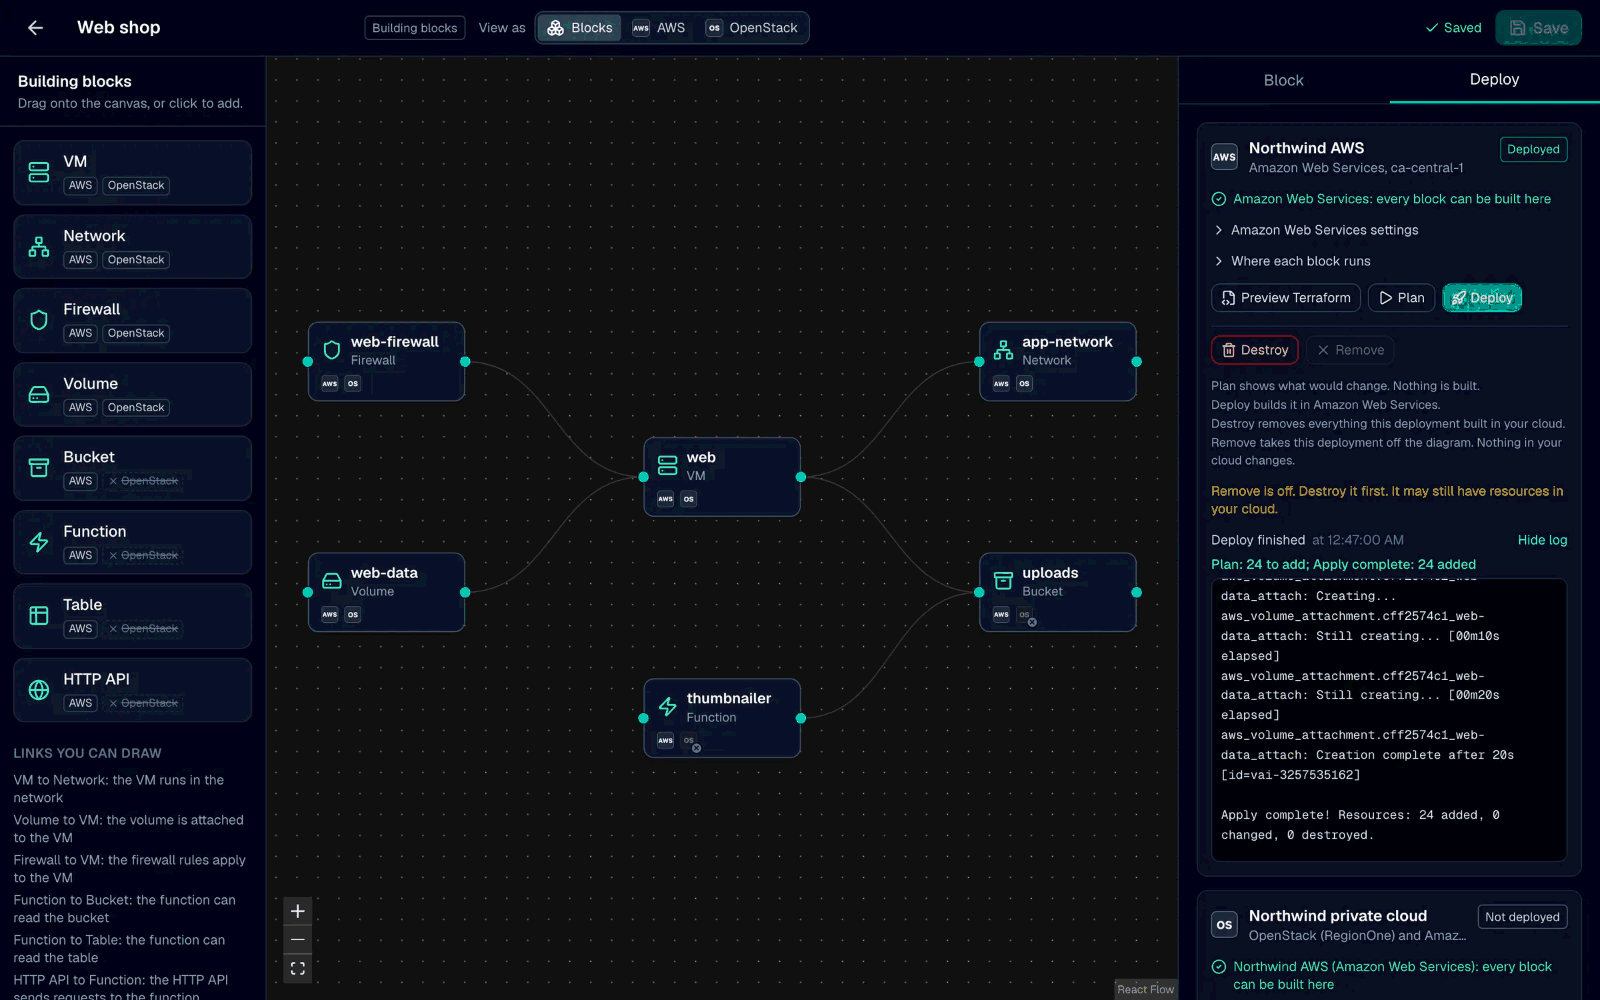 Web shop
Building blocks
View as
Blocks
AWS AWS
OS OpenStack
Saved
Save
Building blocks
Drag onto the canvas, or click to add.
VM
AWS OpenStack
Network
AWS OpenStack
Firewall
AWS OpenStack
Volume
AWS OpenStack
Bucket
AWS × OpenStack
Function
AWS × OpenStack
Table
AWS × OpenStack
HTTP API
AWS × OpenStack
LINKS YOU CAN DRAW
VM to Network: the VM runs in the
network
Volume to VM: the volume is attached
to the VM
Firewall to VM: the firewall rules apply
to the VM
Function to Bucket: the function can
read the bucket
Function to Table: the function can
read the table
HTTP API to Function: the HTTP API
sends requests to the function
web-firewall
Firewall
AWS OS
web-data
Volume
AWS OS
web
VM
AWS OS
thumbnailer
Function
AWS OS
app-network
Network
AWS OS
uploads
Bucket
AWS OS
React Flow
Block
Deploy
AWS
Northwind AWS
Amazon Web Services, ca-central-1
Deployed
Amazon Web Services: every block can be built here
Amazon Web Services settings
Where each block runs
Preview Terraform
Plan
Deploy
Destroy
Remove
Plan shows what would change. Nothing is built.
Deploy builds it in Amazon Web Services.
Destroy removes everything this deployment built in your cloud.
Remove takes this deployment off the diagram. Nothing in your
cloud changes.
Remove is off. Destroy it first. It may still have resources in
your cloud.
Deploy finished at 12:47:00 AM
Hide log
Plan: 24 to add; Apply complete: 24 added
aws_volume_attachment.cff2574c1_web-
data_attach: Creating...
aws_volume_attachment.cff2574c1_web-
data_attach: Still creating... [00m10s
elapsed]
aws_volume_attachment.cff2574c1_web-
data_attach: Still creating... [00m20s
elapsed]
aws_volume_attachment.cff2574c1_web-
data_attach: Creation complete after 20s
[id=vai-3257535162]
Apply complete! Resources: 24 added, 0
changed, 0 destroyed.
OS
Northwind private cloud
OpenStack (RegionOne) and Amaz...
Not deployed
Northwind AWS (Amazon Web Services): every block
can be built here